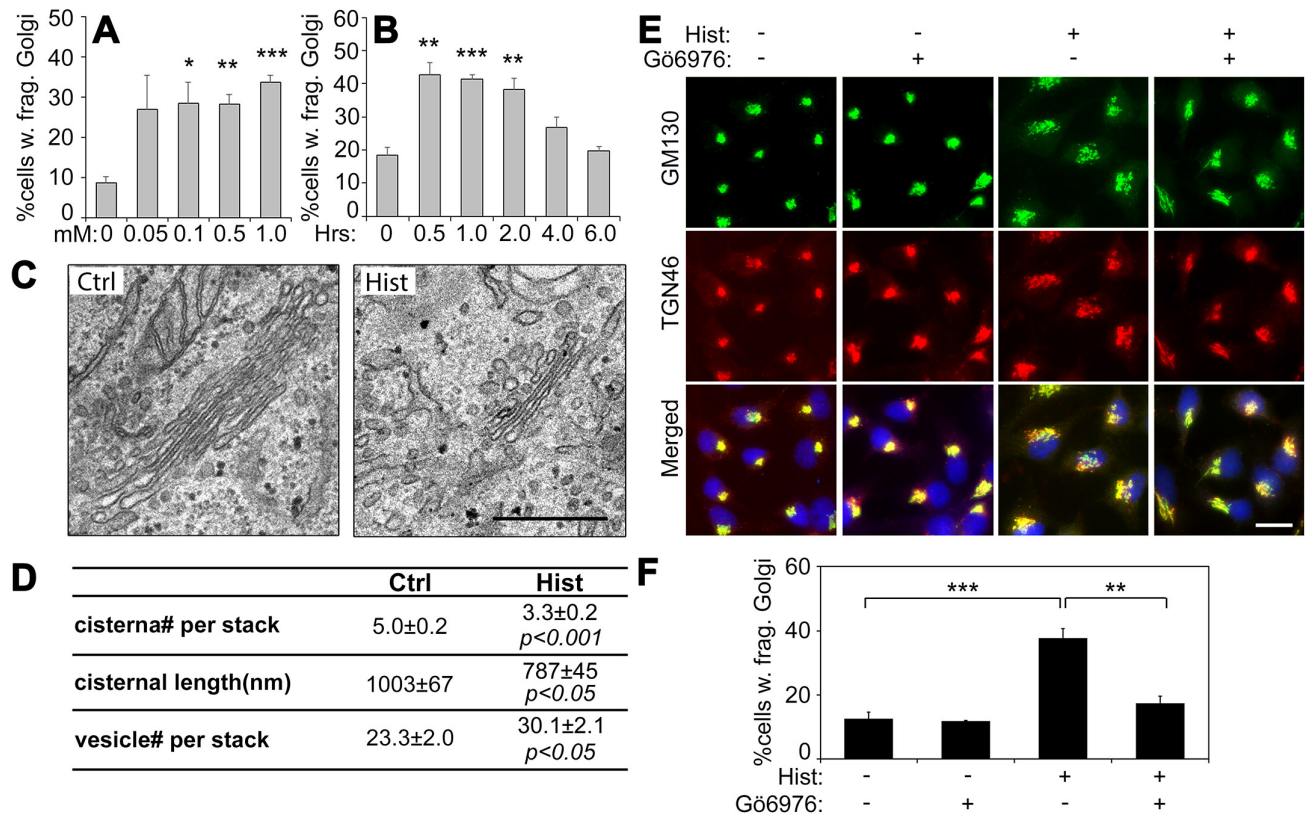 A
%cells w. frag. Golgi
50
40
30
20
10
0
* ** ***
mM: 0 0.05 0.1 0.5 1.0
B
%cells w. frag. Golgi
60
50
40
30
20
10
0
** *** **
Hrs: 0 0.5 1.0 2.0 4.0 6.0
C
Ctrl
Hist
D
Ctrl Hist
cisterna# per stack 5.0±0.2 3.3±0.2
p<0.001
cisternal length(nm) 1003±67 787±45
p<0.05
vesicle# per stack 23.3±2.0 30.1±2.1
p<0.05
E
Hist: - - + +
Gö6976: - + - +
GM130
TGN46
Merged
F
%cells w. frag. Golgi
60
40
20
0
*** **
Hist: - - + +
Gö6976: - + - +